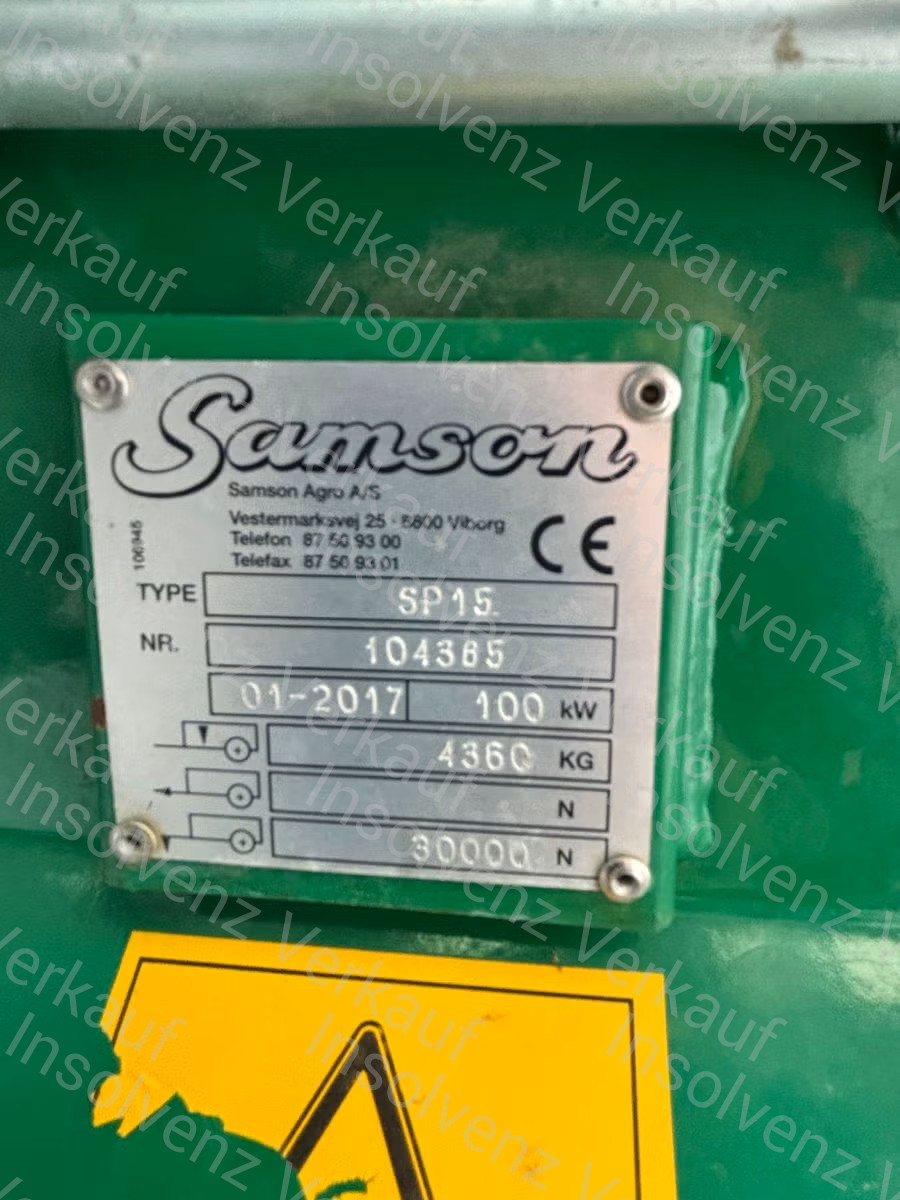 Samson
Samson Agro A/S
Vestermarksvej 25 · 8800 Viborg
Telefon 87 50 93 00
Telefax 87 50 93 01
CE
106945
TYPE SP15
NR. 104365
01-2017 100 kW
4360 KG
N
30000 N
Verkauf
Insolvenz